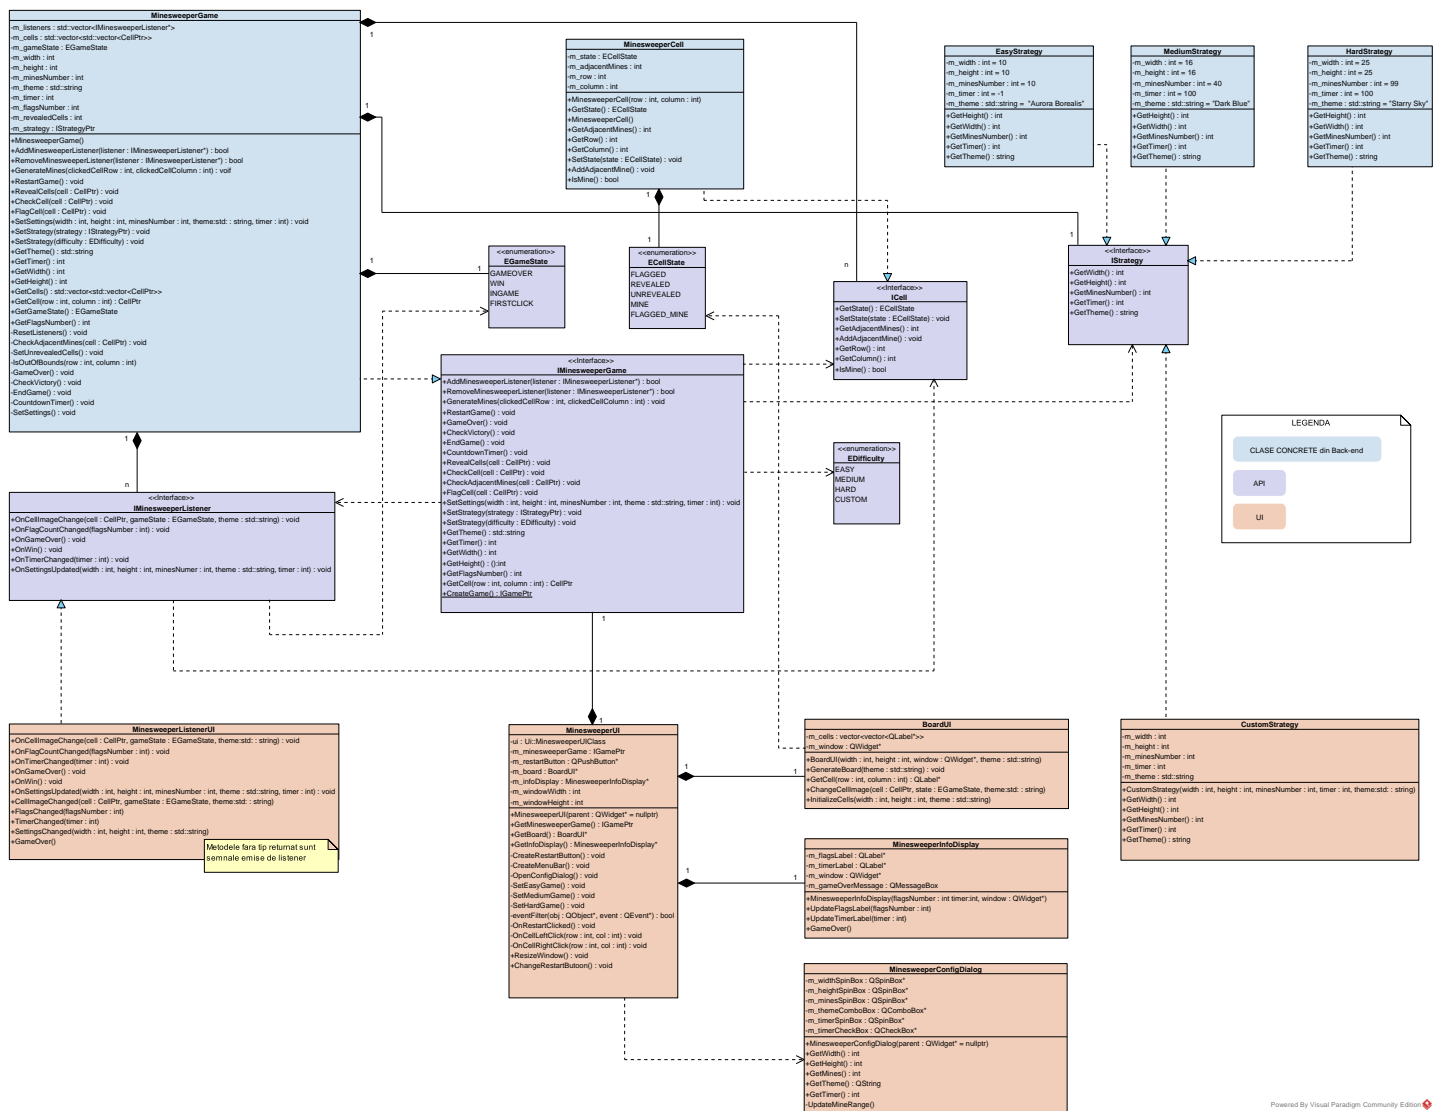 MinesweeperGame
-m_listeners : std::vector<IMinesweeperListener*>
-m_cells : std::vector<std::vector<CellPtr>>
-m_gameState : EGameState
-m_width : int
-m_height : int
-m_minesNumber : int
-m_theme : std::string
-m_timer : int
-m_flagsNumber : int
-m_revealedCells : int
-m_strategy : IStrategyPtr
+MinesweeperGame()
+AddMinesweeperListener(listener : IMinesweeperListener*) : bool
+RemoveMinesweeperListener(listener : IMinesweeperListener*) : bool
+GenerateMines(clickedCellRow : int, clickedCellColumn : int) : voif
+RestartGame() : void
+RevealCells(cell : CellPtr) : void
+CheckCell(cell : CellPtr) : void
+FlagCell(cell : CellPtr) : void
+SetSettings(width : int, height : int, minesNumber : int, theme:std: : string, timer : int) : void
+SetStrategy(strategy : IStrategyPtr) : void
+SetStrategy(difficulty : EDifficulty) : void
+GetTheme() : std::string
+GetTimer() : int
+GetWidth() : int
+GetHeight() : int
+GetCells() : std::vector<std::vector<CellPtr>>
+GetCell(row : int, column : int) : CellPtr
+GetGameState() : EGameState
+GetFlagsNumber() : int
-ResetListeners() : void
-CheckAdjacentMines(cell : CellPtr) : void
-SetUnrevealedCells() : void
-IsOutOfBounds(row : int, column : int)
-GameOver() : void
-CheckVictory() : void
-EndGame() : void
-CountdownTimer() : void
-SetSettings() : void
1
1
1
1
n
1
n
1
MinesweeperCell
-m_state : ECellState
-m_adjacentMines : int
-m_row : int
-m_column : int
+MinesweeperCell(row : int, column : int)
+GetState() : ECellState
+MinesweeperCell()
+GetAdjacentMines() : int
+GetRow() : int
+GetColumn() : int
+SetState(state : ECellState) : void
+AddAdjacentMine() : void
+IsMine() : bool
1
1
EasyStrategy
-m_width : int = 10
-m_height : int = 10
-m_minesNumber : int = 10
-m_timer : int = -1
-m_theme : std::string = "Aurora Borealis"
+GetHeight() : int
+GetWidth() : int
+GetMinesNumber() : int
+GetTimer() : int
+GetTheme() : string
MediumStrategy
-m_width : int = 16
-m_height : int = 16
-m_minesNumber : int = 40
-m_timer : int = 100
-m_theme : std::string = "Dark Blue"
+GetHeight() : int
+GetWidth() : int
+GetMinesNumber() : int
+GetTimer() : int
+GetTheme() : string
HardStrategy
-m_width : int = 25
-m_height : int = 25
-m_minesNumber : int = 99
-m_timer : int = 100
-m_theme : std::string = "Starry Sky"
+GetHeight() : int
+GetWidth() : int
+GetMinesNumber() : int
+GetTimer() : int
+GetTheme() : string
<<enumeration>>
EGameState
GAMEOVER
WIN
INGAME
FIRSTCLICK
1
<<enumeration>>
ECellState
FLAGGED
REVEALED
UNREVEALED
MINE
FLAGGED_MINE
<<Interface>>
ICell
+GetState() : ECellState
+SetState(state : ECellState) : void
+GetAdjacentMines() : int
+AddAdjacentMine() : void
+GetRow() : int
+GetColumn() : int
+IsMine() : bool
<<Interface>>
IStrategy
+GetWidth() : int
+GetHeight() : int
+GetMinesNumber() : int
+GetTimer() : int
+GetTheme() : string
<<Interface>>
IMinesweeperGame
+AddMinesweeperListener(listener : IMinesweeperListener*) : bool
+RemoveMinesweeperListener(listener : IMinesweeperListener*) : bool
+GenerateMines(clickedCellRow : int, clickedCellColumn : int) : void
+RestartGame() : void
+GameOver() : void
+CheckVictory() : void
+EndGame() : void
+CountdownTimer() : void
+RevealCells(cell : CellPtr) : void
+CheckCell(cell : CellPtr) : void
+CheckAdjacentMines(cell : CellPtr) : void
+FlagCell(cell : CellPtr) : void
+SetSettings(width : int, height : int, minesNumber : int, theme : std::string, timer : int) : void
+SetStrategy(strategy : IStrategyPtr) : void
+SetStrategy(difficulty : EDifficulty) : void
+GetTheme() : std::string
+GetTimer() : int
+GetWidth() : int
+GetHeight() : ():int
+GetFlagsNumber() : int
+GetCell(row : int, column : int) : CellPtr
+CreateGame() : IGamePtr
1
1
<<enumeration>>
EDifficulty
EASY
MEDIUM
HARD
CUSTOM
LEGENDA
CLASE CONCRETE din Back-end
API
UI
<<Interface>>
IMinesweeperListener
+OnCellImageChange(cell : CellPtr, gameState : EGameState, theme : std::string) : void
+OnFlagCountChanged(flagsNumber : int) : void
+OnGameOver() : void
+OnWin() : void
+OnTimerChanged(timer : int) : void
+OnSettingsUpdated(width : int, height : int, minesNumer : int, theme : std::string, timer : int) : void
MinesweeperListenerUI
+OnCellImageChange(cell : CellPtr, gameState : EGameState, theme:std: : string) : void
+OnFlagCountChanged(flagsNumber : int) : void
+OnTimerChanged(timer : int) : void
+OnGameOver() : void
+OnWin() : void
+OnSettingsUpdated(width : int, height : int, minesNumber : int, theme : std::string, timer : int) : void
+CellImageChanged(cell : CellPtr, gameState : EGameState, theme:std: : string)
+FlagsChanged(flagsNumber : int)
+TimerChanged(timer : int)
+SettingsChanged(width : int, height : int, theme : std::string)
+GameOver()
Metodele fara tip returnat sunt
semnale emise de listener
MinesweeperUI
-ui : Ui::MinesweeperUIClass
-m_minesweeperGame : IGamePtr
-m_restartButton : QPushButton*
-m_board : BoardUI*
-m_infoDisplay : MinesweeperInfoDisplay*
-m_windowWidth : int
-m_windowHeight : int
+MinesweeperUI(parent : QWidget* = nullptr)
+GetMinesweeperGame() : IGamePtr
+GetBoard() : BoardUI*
+GetInfoDisplay() : MinesweeperInfoDisplay*
-CreateRestartButton() : void
-CreateMenuBar() : void
-OpenConfigDialog() : void
-SetEasyGame() : void
-SetMediumGame() : void
-SetHardGame() : void
-eventFilter(obj : QObject*, event : QEvent*) : bool
-OnRestartClicked() : void
-OnCellLeftClick(row : int, col : int) : void
-OnCellRightClick(row : int, col : int) : void
+ResizeWindow() : void
+ChangeRestartButoon() : void
1
1
BoardUI
-m_cells : vector<vector<QLabel*>>
-m_window : QWidget*
+BoardUI(width : int, height : int, window : QWidget*, theme : std::string)
+GenerateBoard(theme : std::string) : void
+GetCell(row : int, column : int) : QLabel*
+ChangeCellImage(cell : CellPtr, state : EGameState, theme:std: : string)
+InitializeCells(width : int, height : int, theme : std::string)
MinesweeperInfoDisplay
-m_flagsLabel : QLabel*
-m_timerLabel : QLabel*
-m_window : QWidget*
-m_gameOverMessage : QMessageBox
+MinesweeperInfoDisplay(flagsNumber : int timer:int, window : QWidget*)
+UpdateFlagsLabel(flagsNumber : int)
+UpdateTimerLabel(timer : int)
+GameOver()
MinesweeperConfigDialog
-m_widthSpinBox : QSpinBox*
-m_heightSpinBox : QSpinBox*
-m_minesSpinBox : QSpinBox*
-m_themeComboBox : QComboBox*
-m_timerSpinBox : QSpinBox*
-m_timerCheckBox : QCheckBox*
+MinesweeperConfigDialog(parent : QWidget* = nullptr)
+GetWidth() : int
+GetHeight() : int
+GetMines() : int
+GetTheme() : QString
+GetTimer() : int
-UpdateMineRange()
CustomStrategy
-m_width : int
-m_height : int
-m_minesNumber : int
-m_timer : int
-m_theme : std::string
+CustomStrategy(width : int, height : int, minesNumber : int, timer : int, theme:std::string)
+GetWidth() : int
+GetHeight() : int
+GetMinesNumber() : int
+GetTimer() : int
+GetTheme() : string
Powered By Visual Paradigm Community Edition